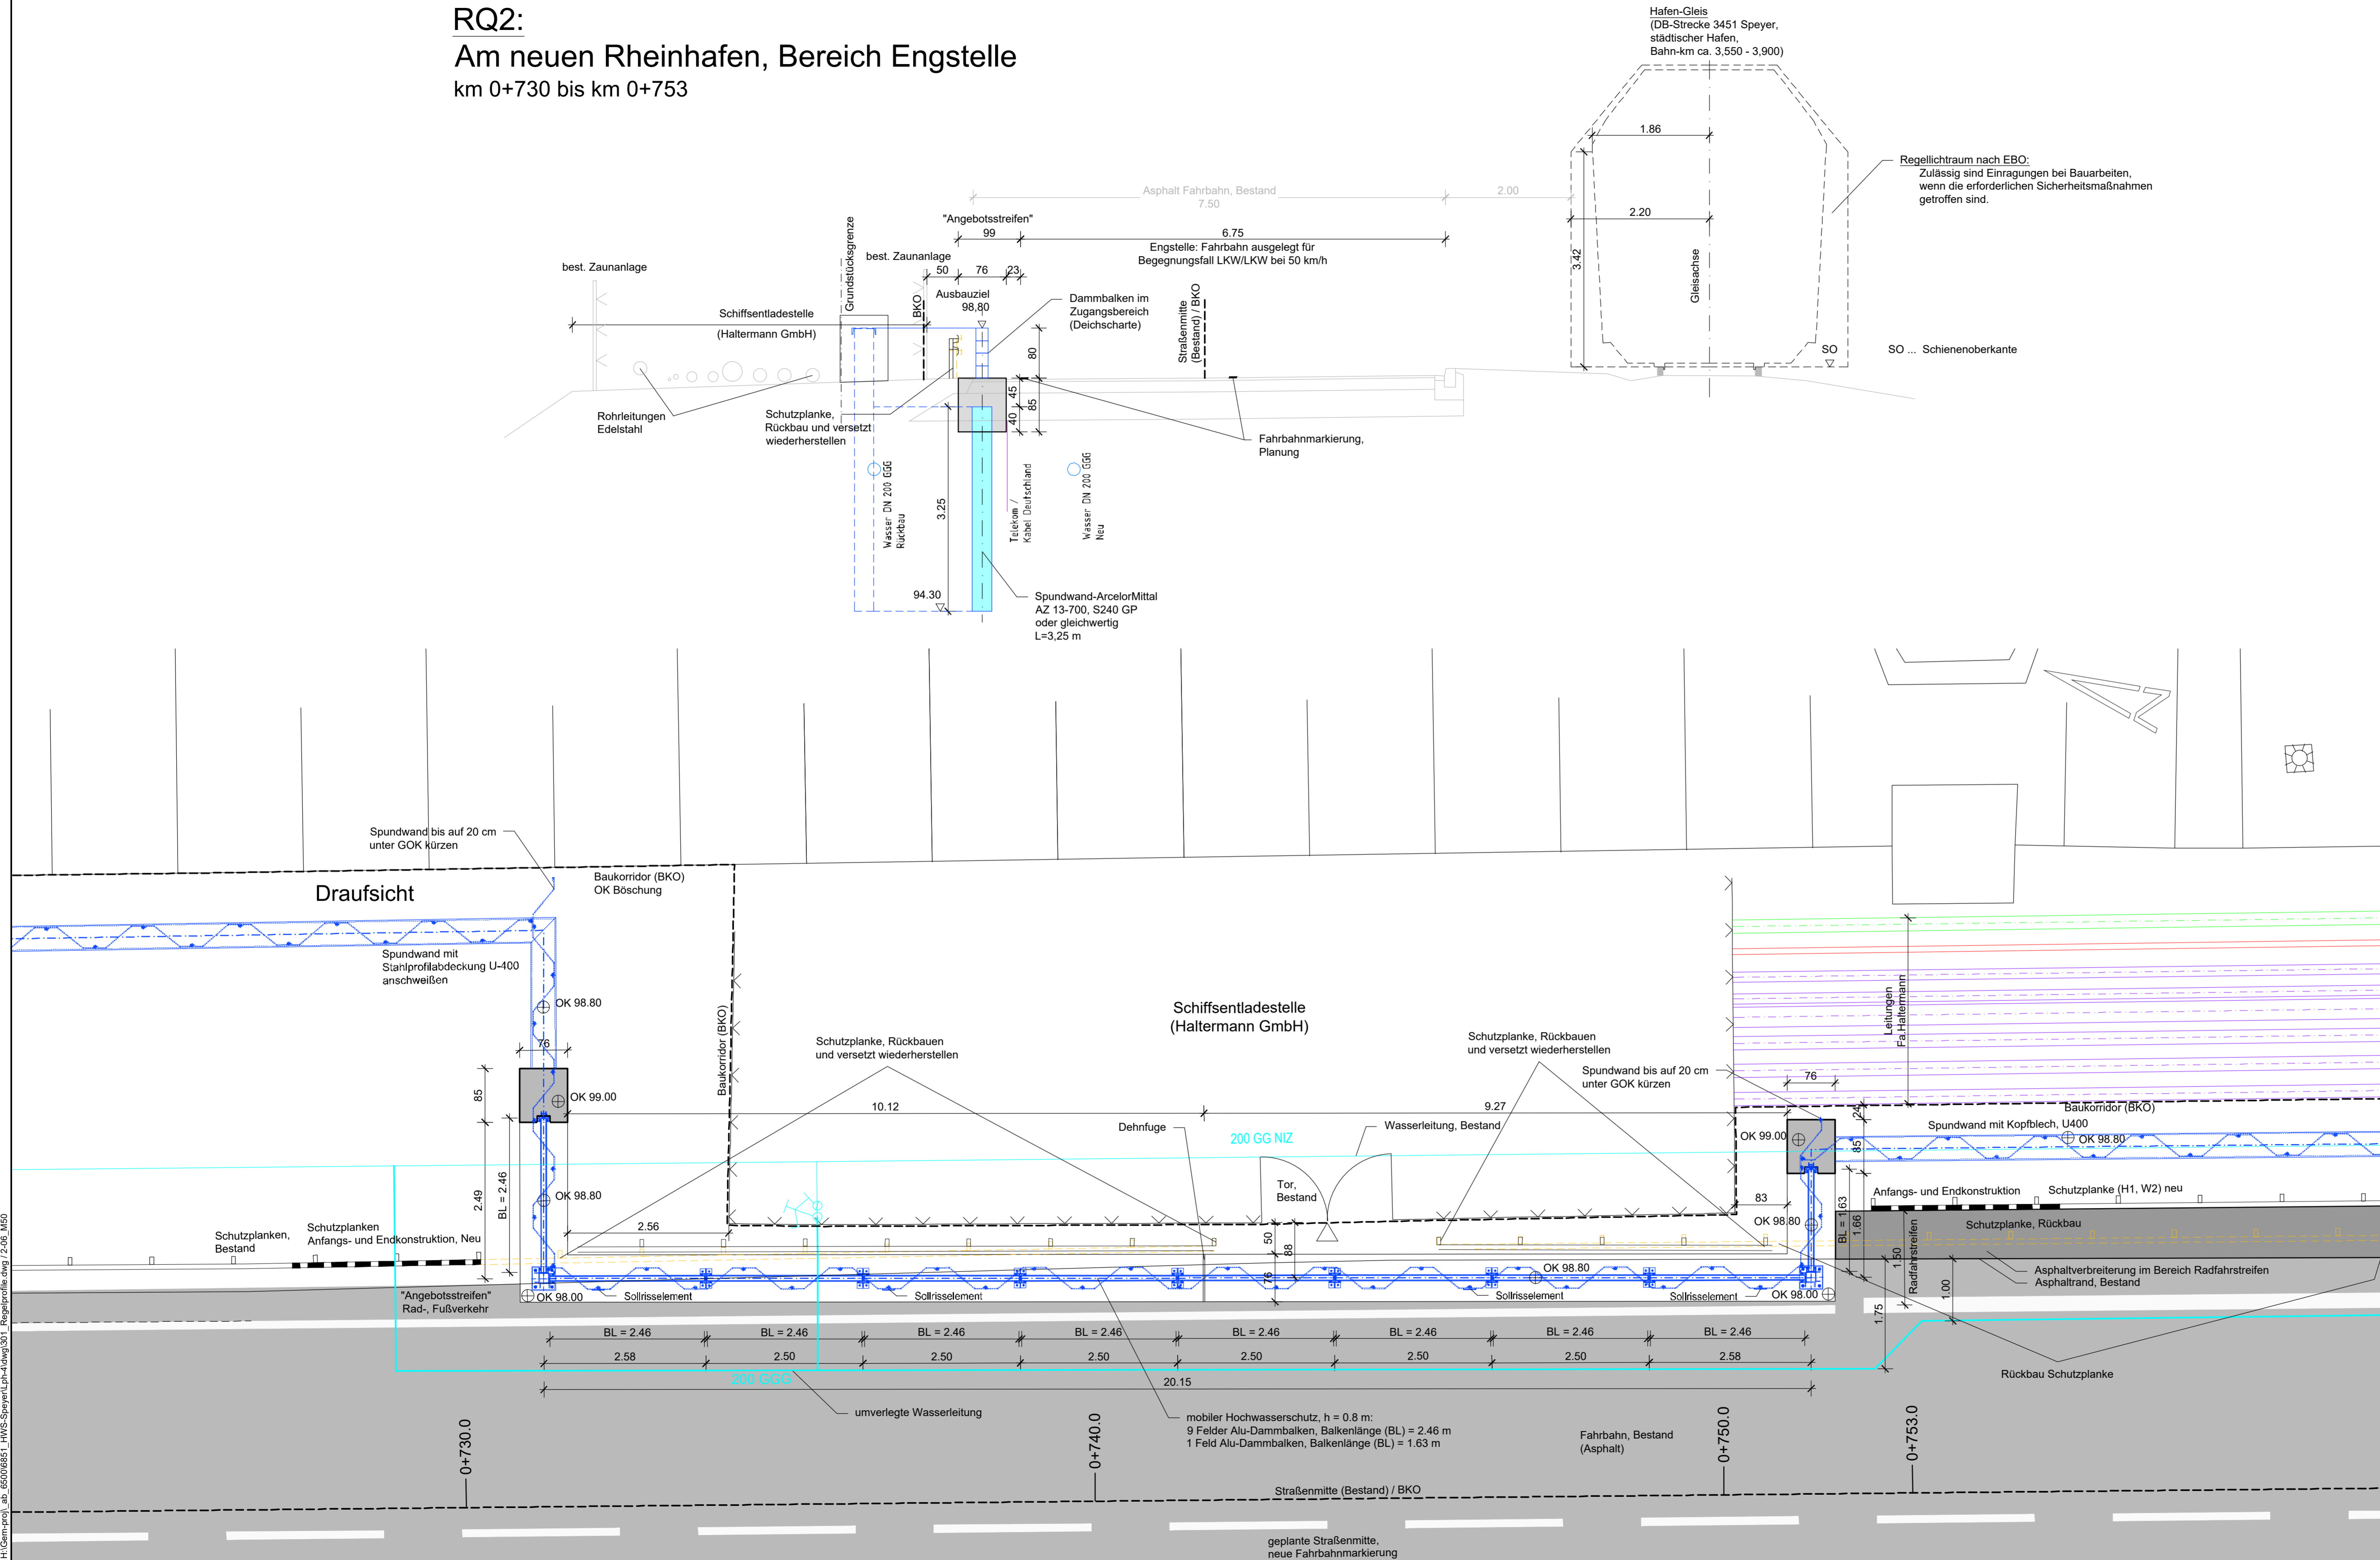 RQ2:
Am neuen Rheinhafen, Bereich Engstelle
km 0+730 bis km 0+753
Hafen-Gleis
(DB-Strecke 3451 Speyer,
städtischer Hafen,
Bahn-km ca. 3,550 - 3,900)
1.86
Regellichtraum nach EBO:
Zulässig sind Einragungen bei Bauarbeiten,
wenn die erforderlichen Sicherheitsmaßnahmen
getroffen sind.
2.20
3.42
Gleisachse
SO
SO ... Schienenoberkante
Asphalt Fahrbahn, Bestand
7.50
2.00
"Angebotsstreifen"
99
6.75
Engstelle: Fahrbahn ausgelegt für
Begegnungsfall LKW/LKW bei 50 km/h
best. Zaunanlage
Grundstücksgrenze
best. Zaunanlage
50
76
23
BKO
Ausbauziel
98,80
Dammbalken im
Zugangsbereich
(Deichscharte)
Straßenmitte
(Bestand) / BKO
Schiffsentladestelle
(Haltermann GmbH)
80
45
40
85
Rohrleitungen
Edelstahl
Schutzplanke,
Rückbau und versetzt
wiederherstellen
Fahrbahnmarkierung,
Planung
Wasser DN 200 GGG
Rückbau
3.25
Telekom /
Kabel Deutschland
Wasser DN 200 GGG
Neu
94.30
Spundwand-ArcelorMittal
AZ 13-700, S240 GP
oder gleichwertig
L=3,25 m
Spundwand bis auf 20 cm
unter GOK kürzen
Draufsicht
Baukorridor (BKO)
OK Böschung
Spundwand mit
Stahlprofilabdeckung U-400
anschweißen
OK 98.80
76
85
OK 99.00
Baukorridor (BKO)
Schiffsentladestelle
(Haltermann GmbH)
Schutzplanke, Rückbauen
und versetzt wiederherstellen
Schutzplanke, Rückbauen
und versetzt wiederherstellen
Spundwand bis auf 20 cm
unter GOK kürzen
Leitungen
Fa.Haltermann
76
10.12
9.27
24
Baukorridor (BKO)
Dehnfuge
200 GG NIZ
Wasserleitung, Bestand
OK 99.00
85
Spundwand mit Kopfblech, U400
OK 98.80
2.49
BL = 2.46
OK 98.80
Tor,
Bestand
83
BL = 1.63
1.66
Anfangs- und Endkonstruktion
Schutzplanke (H1, W2) neu
Schutzplanken,
Bestand
Schutzplanken
Anfangs- und Endkonstruktion, Neu
2.56
50
88
76
OK 98.80
1.50
Radfahrstreifen
Schutzplanke, Rückbau
Asphaltverbreiterung im Bereich Radfahrstreifen
Asphaltrand, Bestand
"Angebotsstreifen"
Rad-, Fußverkehr
OK 98.00
Sollrisselement
Sollrisselement
OK 98.80
Sollrisselement
Sollrisselement
OK 98.00
1.75
1.00
BL = 2.46
BL = 2.46
BL = 2.46
BL = 2.46
BL = 2.46
BL = 2.46
BL = 2.46
BL = 2.46
2.58
2.50
2.50
2.50
2.50
2.50
2.50
2.58
200 GGG
20.15
Rückbau Schutzplanke
umverlegte Wasserleitung
mobiler Hochwasserschutz, h = 0.8 m:
9 Felder Alu-Dammbalken, Balkenlänge (BL) = 2.46 m
1 Feld Alu-Dammbalken, Balkenlänge (BL) = 1.63 m
Fahrbahn, Bestand
(Asphalt)
0+730.0
0+740.0
0+750.0
0+753.0
Straßenmitte (Bestand) / BKO
geplante Straßenmitte,
neue Fahrbahnmarkierung